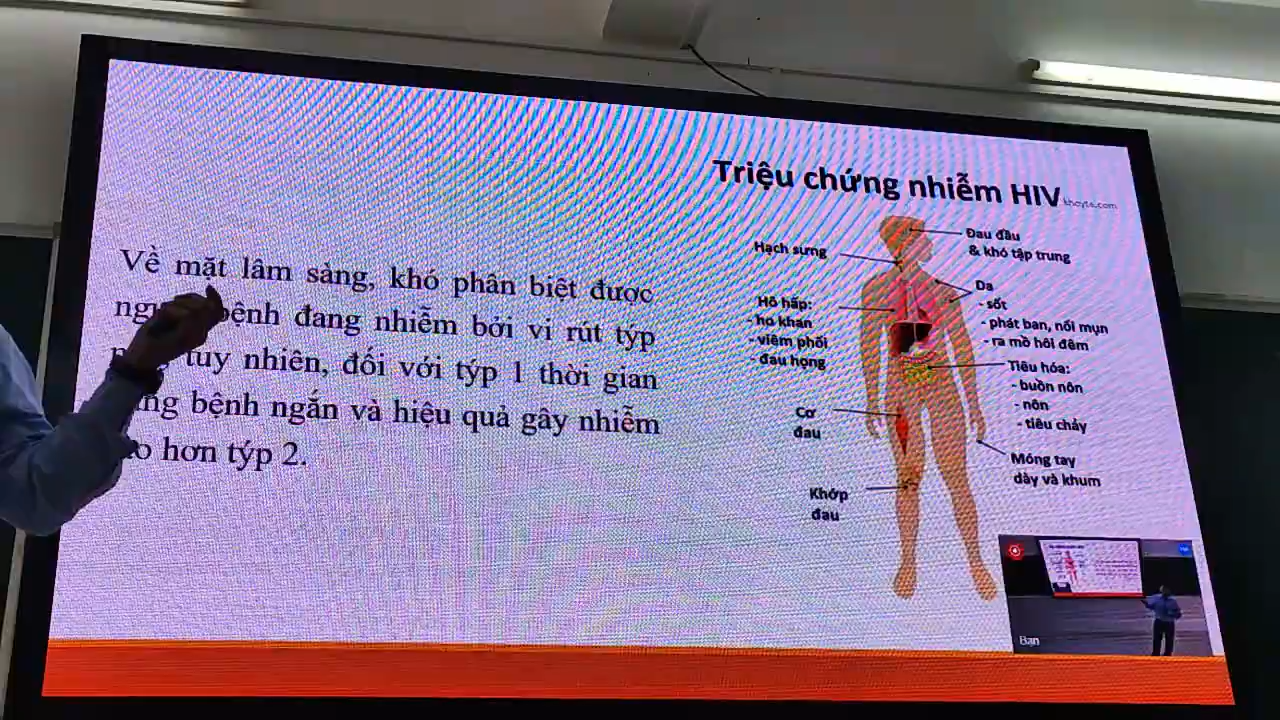 Triệu chứng nhiễm HIV
khoyte.com
Về mặt lâm sàng, khó phân biệt được
bệnh đang nhiễm bởi vi rút týp
tuy nhiên, đối với týp 1 thời gian
bệnh ngắn và hiệu quả gây nhiễm
hơn týp 2.
Đau đầu
& khó tập trung
Hạch sưng
Da
- sốt
- phát ban, nổi mụn
- ra mồ hôi đêm
Hô hấp:
- ho khan
- viêm phổi
- đau họng
Tiêu hóa:
- buồn nôn
- nôn
- tiêu chảy
Cơ
đau
Móng tay
dày và khum
Khớp
đau
Bạn